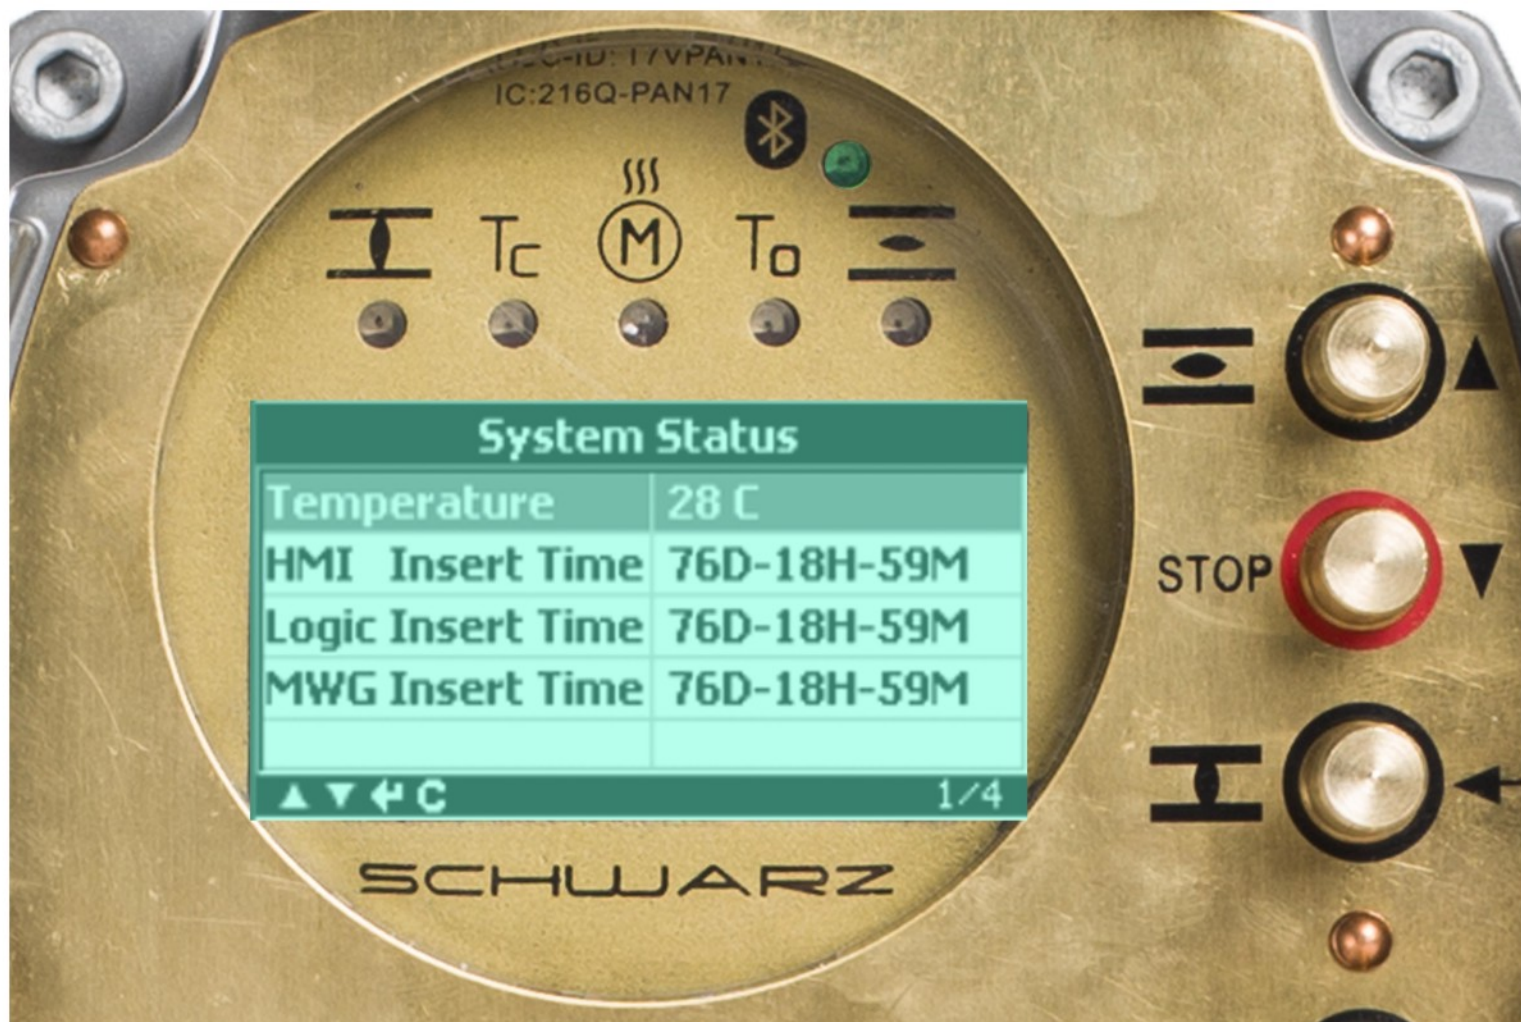 IC:216Q-PAN17
Tc M To
System Status
Temperature 28 C
HMI Insert Time 76D-18H-59M
Logic Insert Time 76D-18H-59M
MWG Insert Time 76D-18H-59M
C 1/4
STOP
SCHWARZ